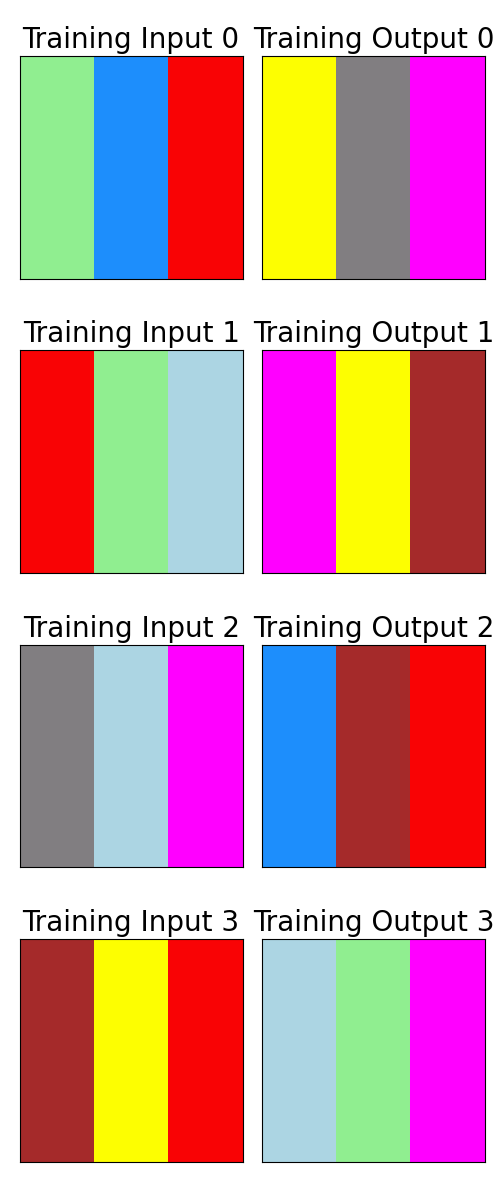 Training Input 0
Training Output 0
Training Input 1
Training Output 1
Training Input 2
Training Output 2
Training Input 3
Training Output 3